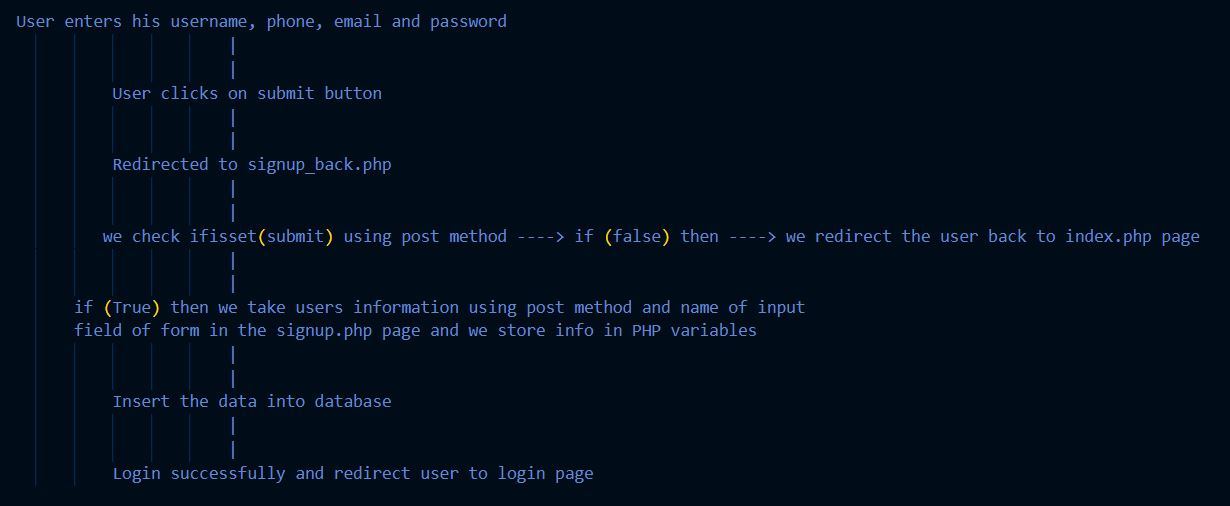 User enters his username, phone, email and password
|
|
User clicks on submit button
|
|
Redirected to signup_back.php
|
|
we check ifisset(submit) using post method ----> if (false) then ----> we redirect the user back to index.php page
|
|
if (True) then we take users information using post method and name of input
field of form in the signup.php page and we store info in PHP variables
|
|
Insert the data into database
|
|
Login successfully and redirect user to login page